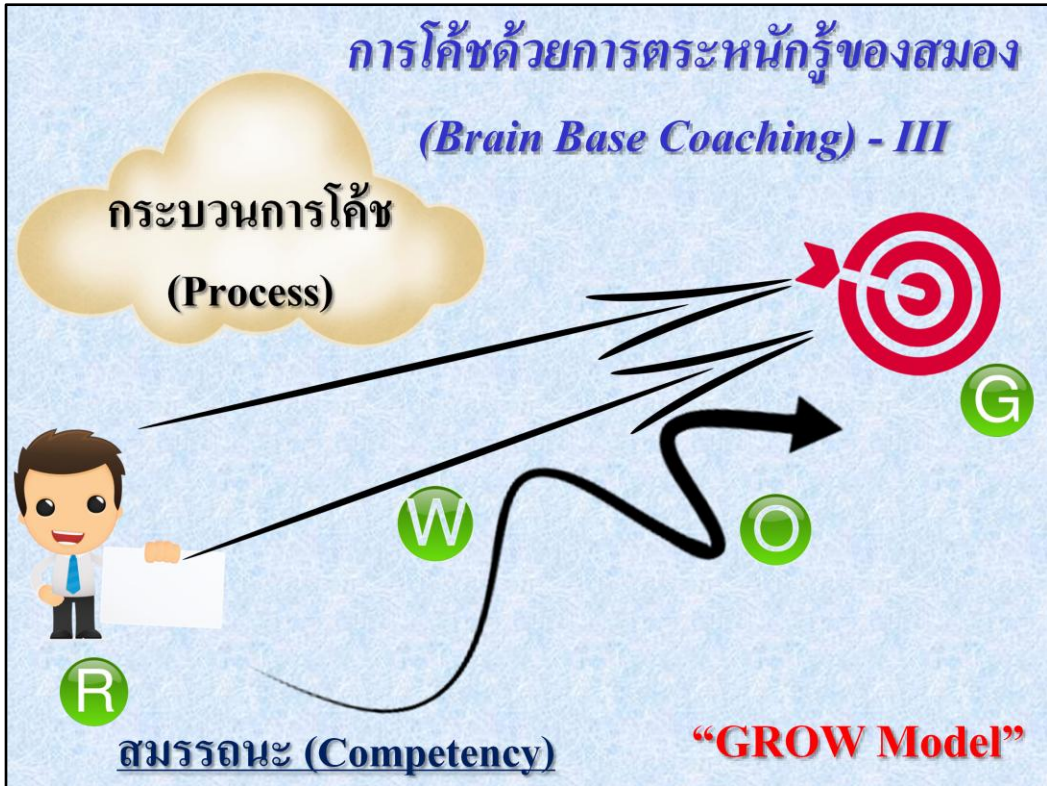 การโค้ชด้วยการตระหนักรู้ของสมอง
(Brain Base Coaching) - III
กระบวนการโค้ช
(Process)
G
W
O
R
สมรรถนะ (Competency)
“GROW Model”